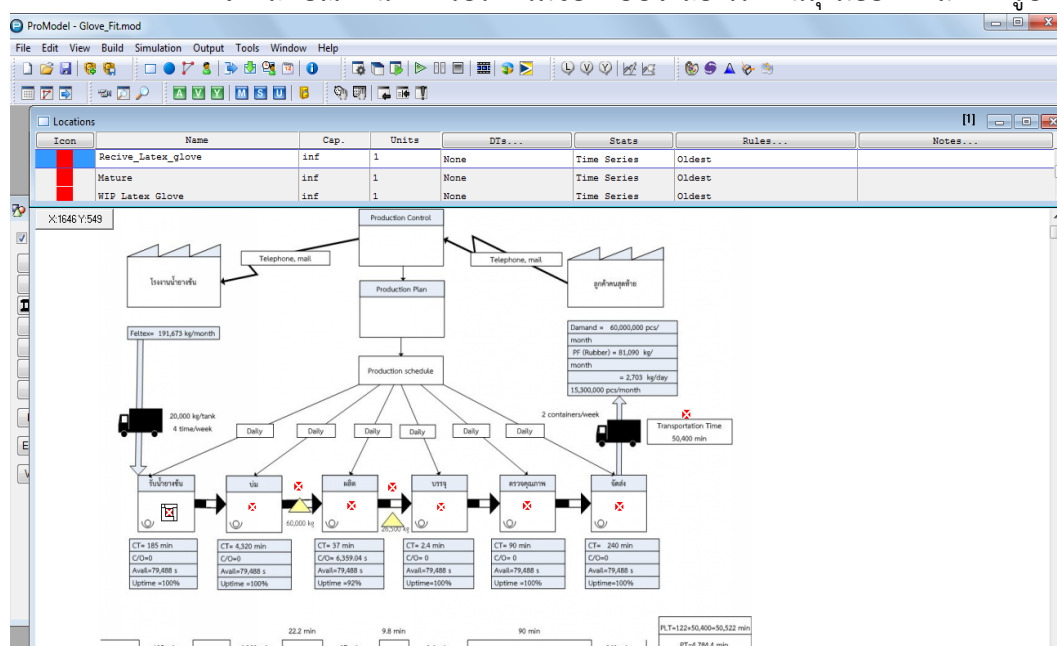 ProModel - Glove_Fit.mod
File Edit View Build Simulation Output Tools Window Help
Locations
[1]
Icon Name Cap. Units DTs... Stats Rules... Notes...
Recive_Latex_glove inf 1 None Time Series Oldest
Mature inf 1 None Time Series Oldest
WIP Latex Glove inf 1 None Time Series Oldest
X:1646 Y:549
Production Control
Telephone, mail
Telephone, mail
โรงงานน้ำยางข้น
ลูกค้าคนสุดท้าย
Production Plan
Feltex= 191,673 kg/month
Damand = 60,000,000 pcs/
month
PF (Rubber) = 81,090 kg/
month
= 2,703 kg/day
15,300,000 pcs/month
Production schedule
20,000 kg/tank
4 time/week
2 containers/week
Transportation Time
50,400 min
Daily Daily Daily Daily Daily Daily
รับน้ำยางข้น บ่ม ผลิต บรรจุ ตรวจคุณภาพ จัดส่ง
60,000 kg
26,500 kg
CT= 185 min
C/O=0
Avail=79,488 s
Uptime =100%
CT= 4,320 min
C/O=0
Avail=79,488 s
Uptime =100%
CT= 37 min
C/O= 6,359.04 s
Avail=79,488 s
Uptime =92%
CT= 2.4 min
C/O= 0
Avail=79,488 s
Uptime=100%
CT= 90 min
C/O= 0
Avail=79,488 s
Uptime =100%
CT= 240 min
C/O= 0
Avail=79,488 s
Uptime =100%
22.2 min
9.8 min
90 min
PLT=122+50,400=50,522 min